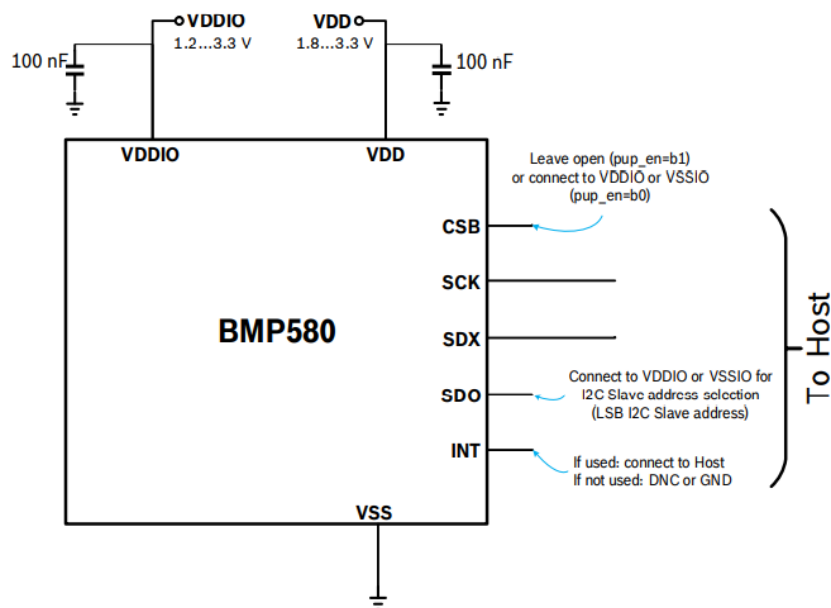 VDDIO
1.2...3.3 V
VDD
1.8...3.3 V
100 nF
100 nF
VDDIO
VDD
Leave open (pup_en=b1)
or connect to VDDIO or VSSIO
(pup_en=b0)
CSB
SCK
BMP580
SDX
SDO
Connect to VDDIO or VSSIO for
I2C Slave address selection
(LSB I2C Slave address)
INT
If used: connect to Host
If not used: DNC or GND
To Host
VSS